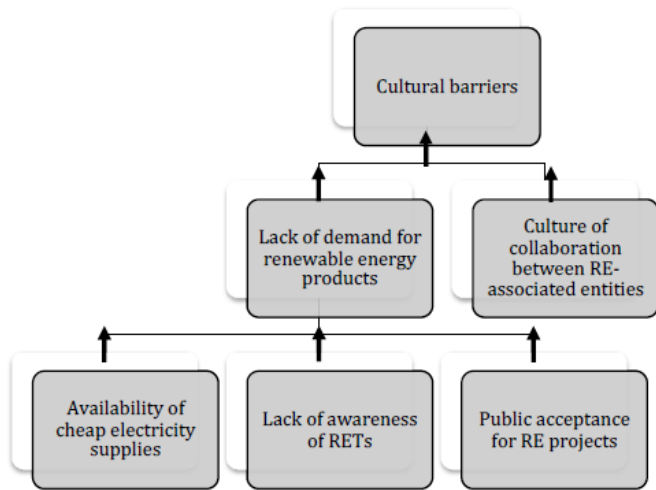 Cultural barriers
Lack of demand for
renewable energy
products
Culture of
collaboration
between RE-
associated entities
Availability of
cheap electricity
supplies
Lack of awareness
of RETs
Public acceptance
for RE projects